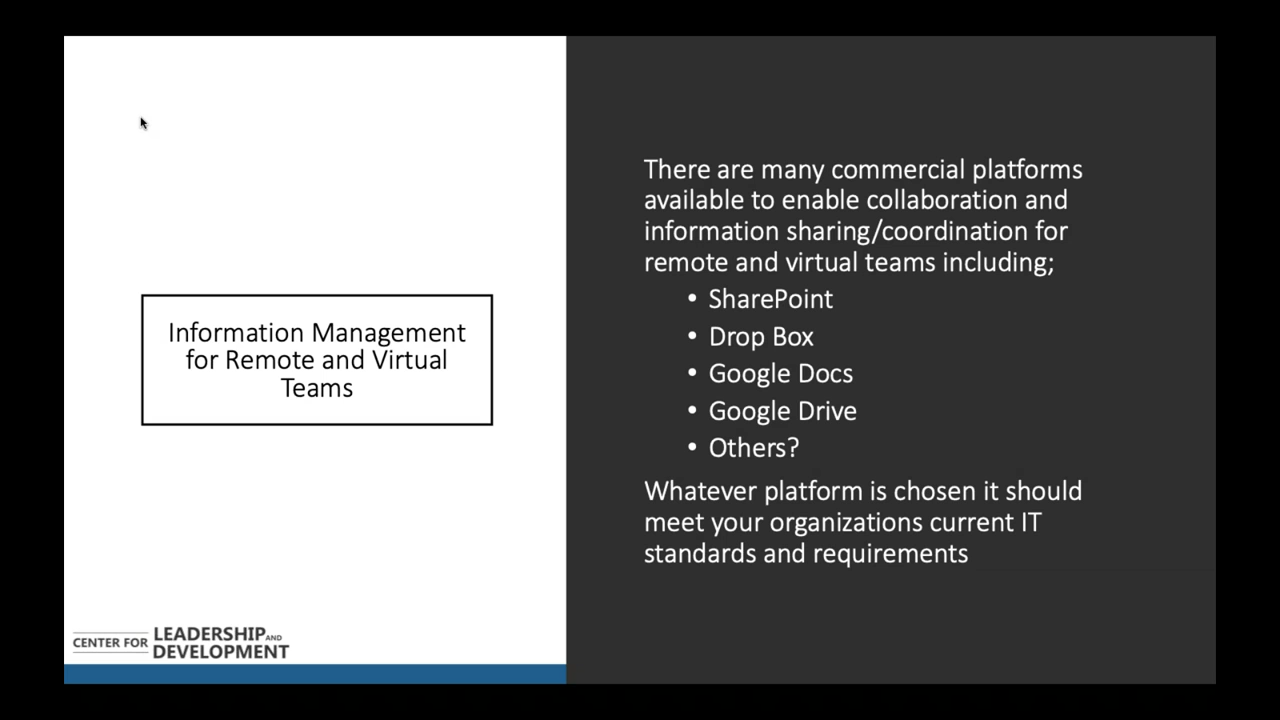 Information Management
for Remote and Virtual
Teams
CENTER FOR LEADERSHIP AND
DEVELOPMENT
There are many commercial platforms
available to enable collaboration and
information sharing/coordination for
remote and virtual teams including;
• SharePoint
• Drop Box
• Google Docs
• Google Drive
• Others?
Whatever platform is chosen it should
meet your organizations current IT
standards and requirements